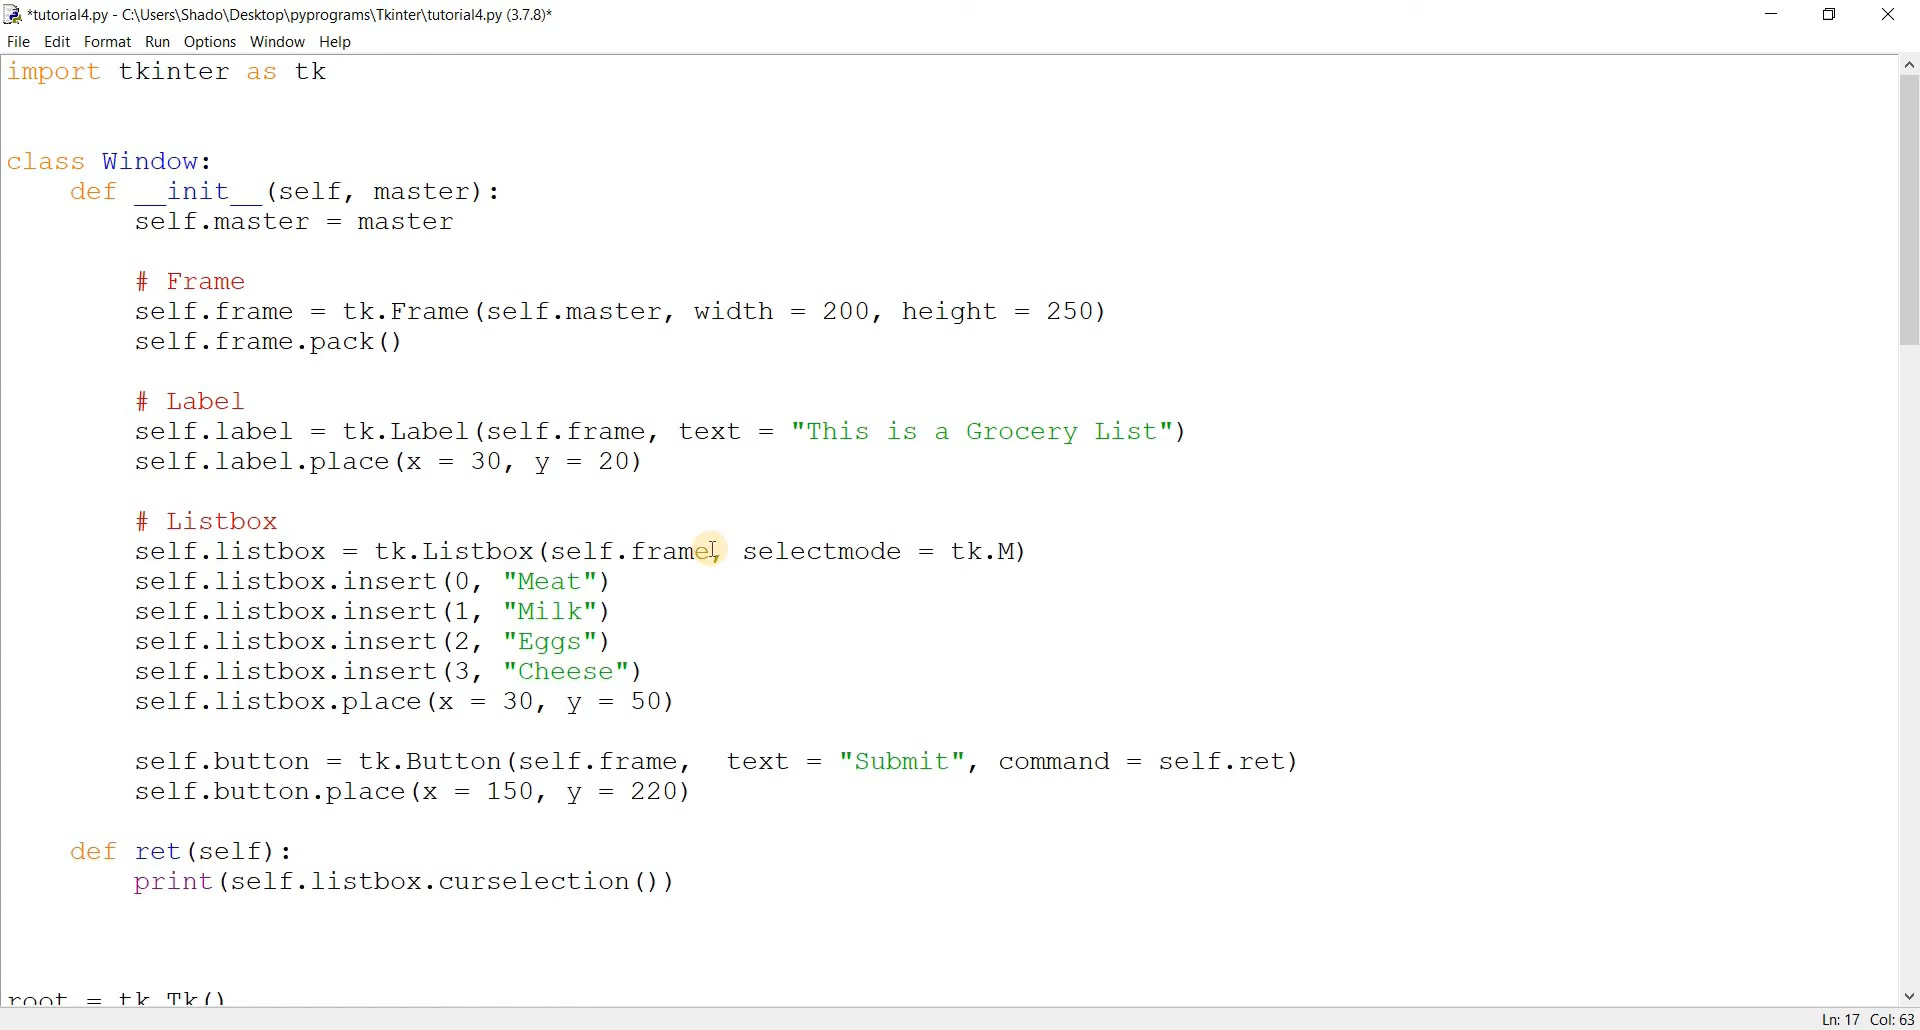 *tutorial4.py - C:\Users\Shado\Desktop\pyprograms\Tkinter\tutorial4.py (3.7.8)*
File Edit Format Run Options Window Help
import tkinter as tk
class Window:
    def __init__(self, master):
        self.master = master
        # Frame
        self.frame = tk.Frame(self.master, width = 200, height = 250)
        self.frame.pack()
        # Label
        self.label = tk.Label(self.frame, text = "This is a Grocery List")
        self.label.place(x = 30, y = 20)
        # Listbox
        self.listbox = tk.Listbox(self.frame, selectmode = tk.M)
        self.listbox.insert(0, "Meat")
        self.listbox.insert(1, "Milk")
        self.listbox.insert(2, "Eggs")
        self.listbox.insert(3, "Cheese")
        self.listbox.place(x = 30, y = 50)
        self.button = tk.Button(self.frame,  text = "Submit", command = self.ret)
        self.button.place(x = 150, y = 220)
    def ret(self):
        print(self.listbox.curselection())
root = tk.Tk()
Ln: 17 Col: 63